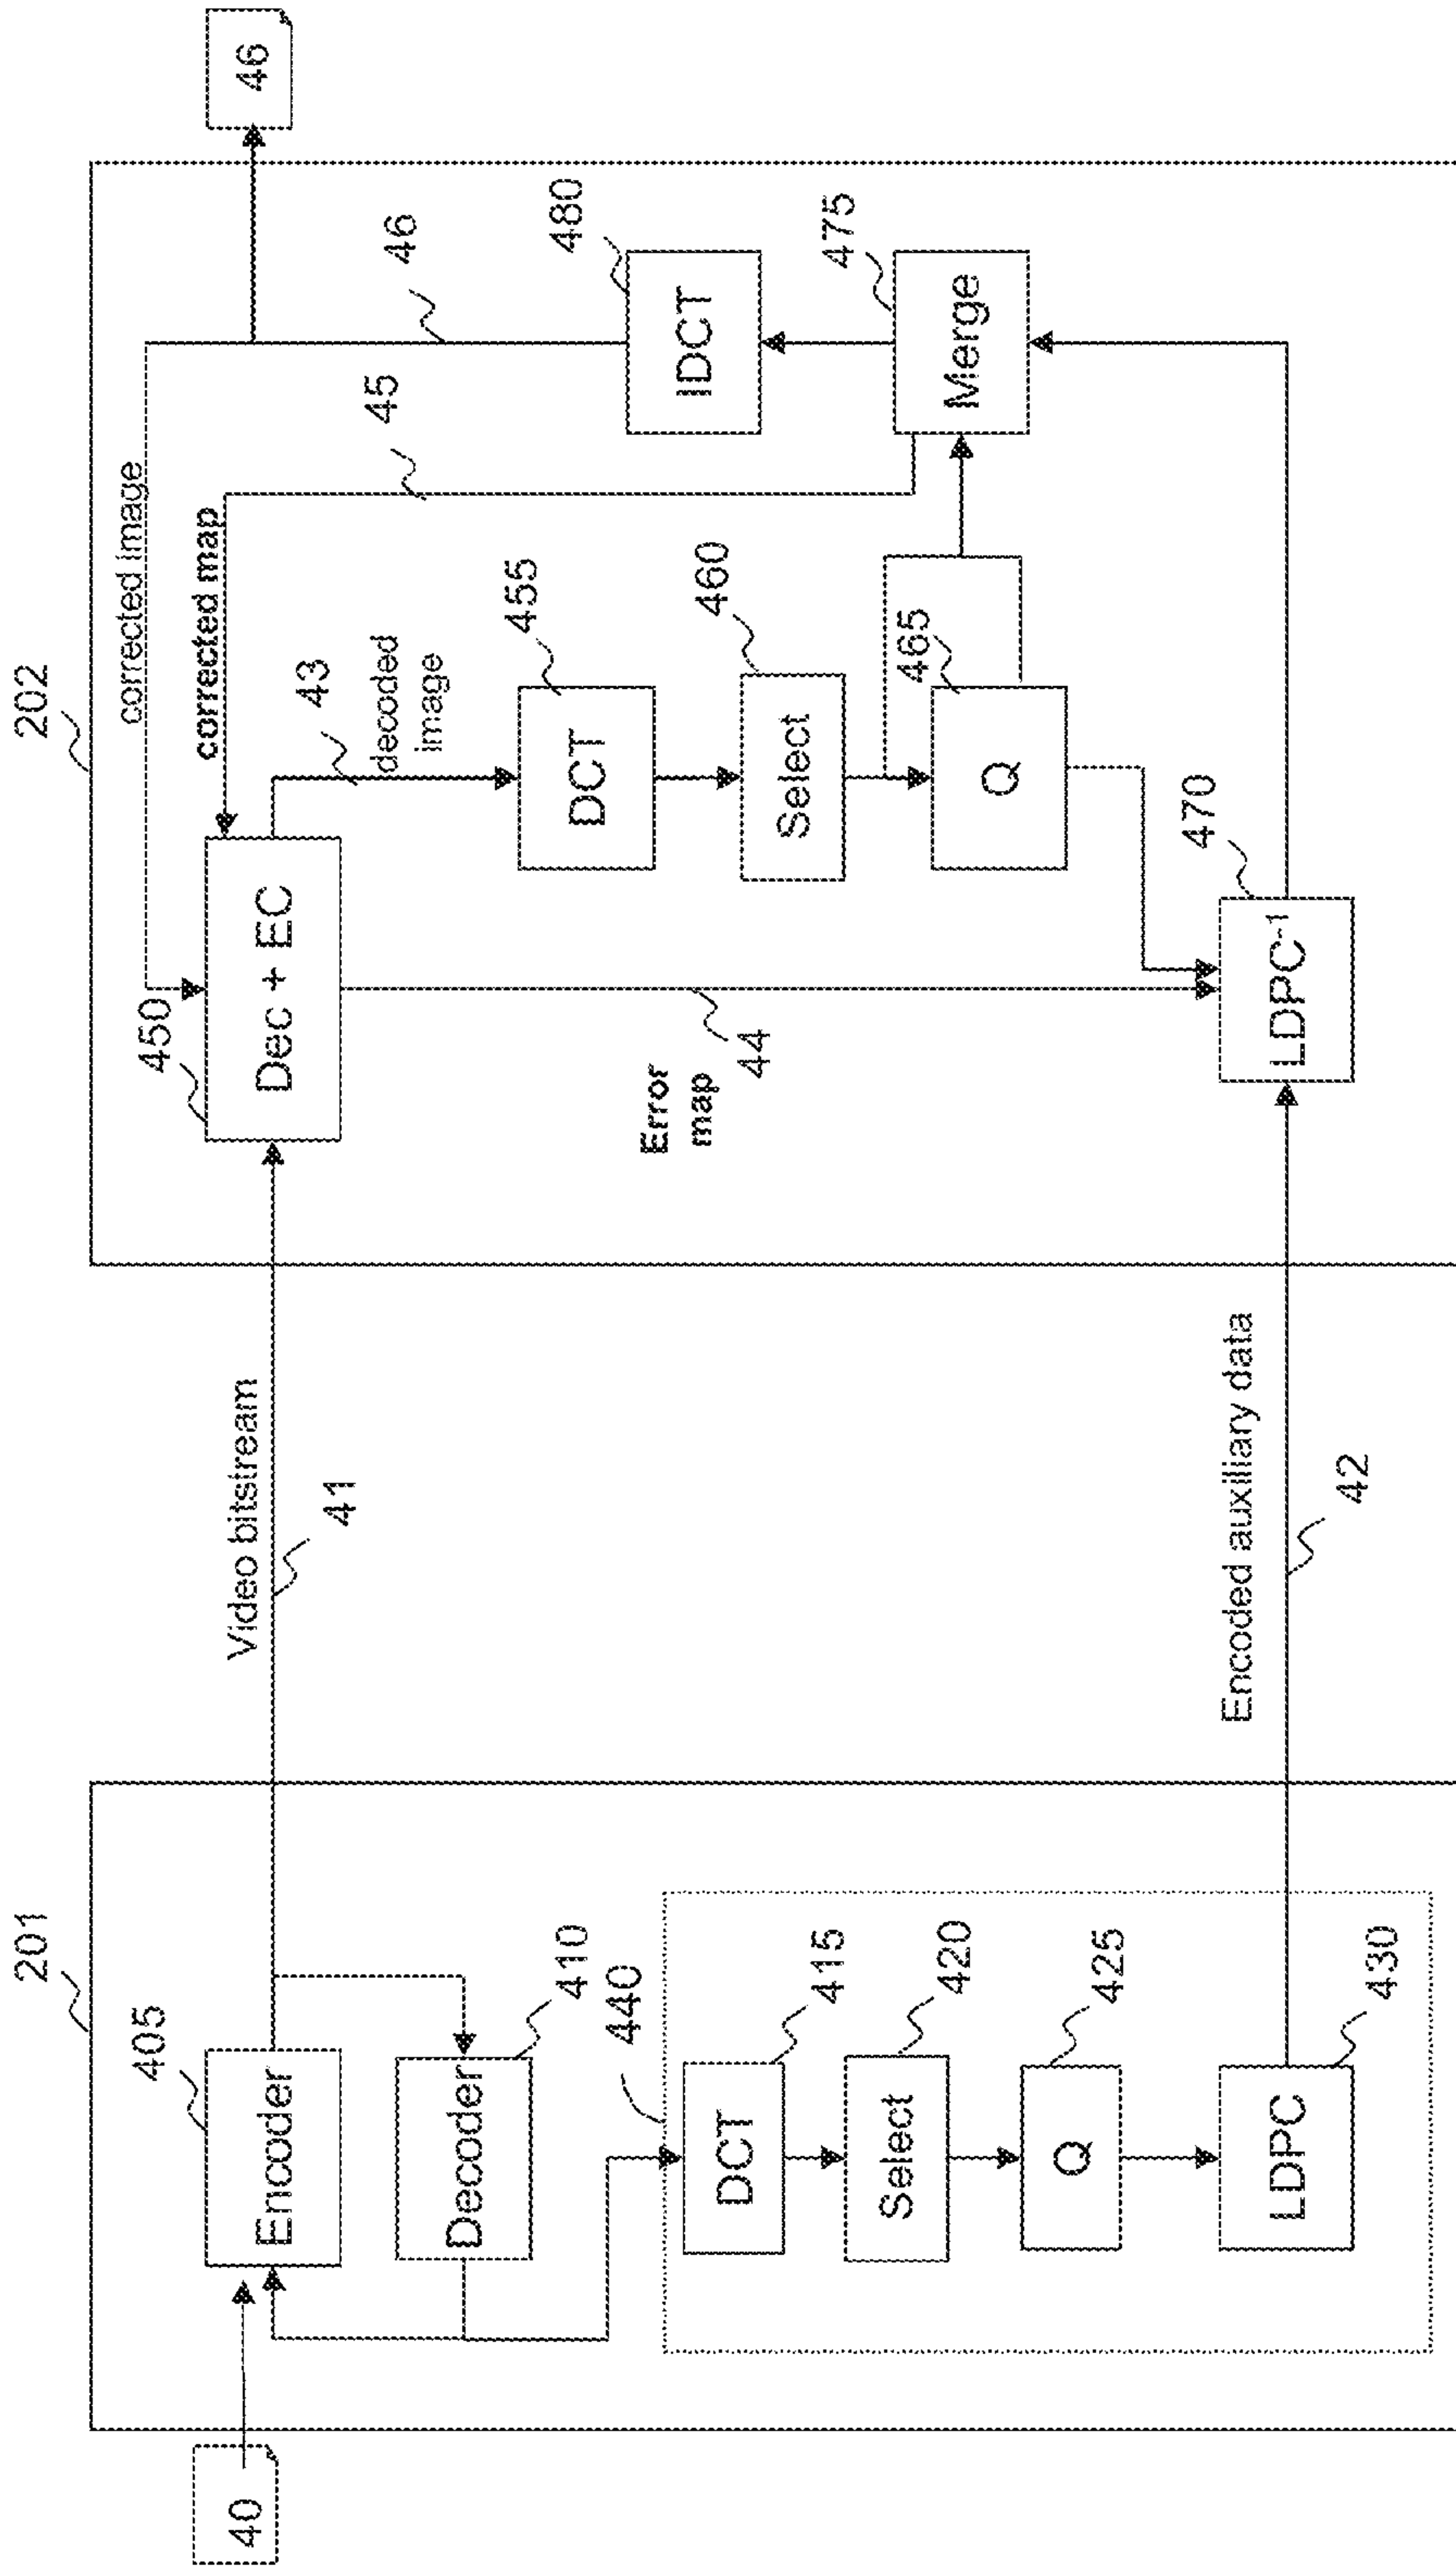 201
202
40
405
Encoder
Video bitstream
41
450
Dec + EC
corrected image
corrected map
46
46
45
410
Decoder
43
decoded
image
440
415
DCT
Error
map
44
455
DCT
480
IDCT
420
Select
460
Select
475
Merge
425
Q
465
Q
430
LDPC
Encoded auxiliary data
42
470
LDPC-1